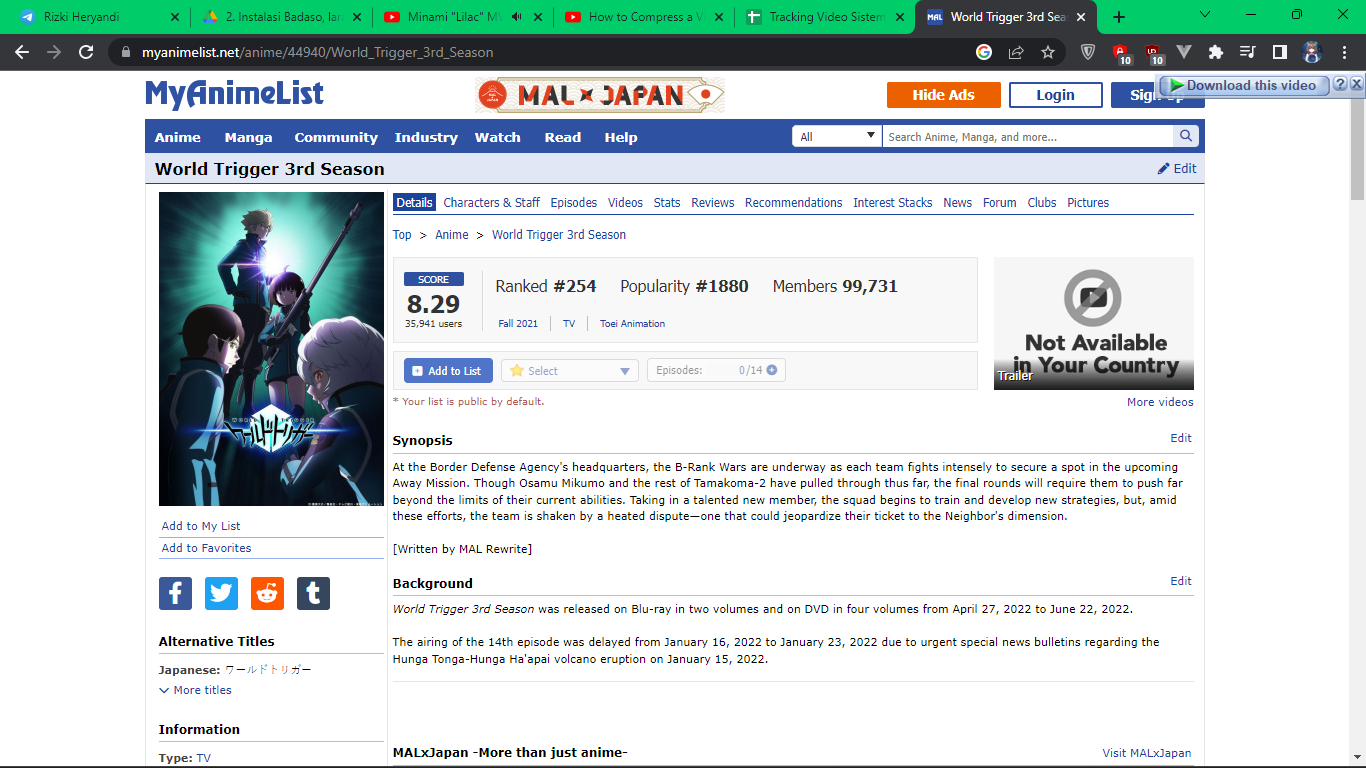 Rizki Heryandi
2. Instalasi Badaso, lar
Minami "Lilac" MV
How to Compress a Vi
Tracking Video Sistem
World Trigger 3rd Sea
myanimelist.net/anime/44940/World_Trigger_3rd_Season
10
10
Download this video
MyAnimeList
MAL x JAPAN
Hide Ads
Login
Sign Up
Anime Manga Community Industry Watch Read Help
All
Search Anime, Manga, and more...
World Trigger 3rd Season
Edit
Details Characters & Staff Episodes Videos Stats Reviews Recommendations Interest Stacks News Forum Clubs Pictures
Top > Anime > World Trigger 3rd Season
SCORE
8.29
35,941 users
Ranked #254 Popularity #1880 Members 99,731
Fall 2021 TV Toei Animation
Add to List
Select
Episodes: 0/14
* Your list is public by default.
Not Available
in Your Country
Trailer
More videos
Synopsis
Edit
At the Border Defense Agency's headquarters, the B-Rank Wars are underway as each team fights intensely to secure a spot in the upcoming
Away Mission. Though Osamu Mikumo and the rest of Tamakoma-2 have pulled through thus far, the final rounds will require them to push far
beyond the limits of their current abilities. Taking in a talented new member, the squad begins to train and develop new strategies, but, amid
these efforts, the team is shaken by a heated dispute—one that could jeopardize their ticket to the Neighbor's dimension.
[Written by MAL Rewrite]
Background
Edit
World Trigger 3rd Season was released on Blu-ray in two volumes and on DVD in four volumes from April 27, 2022 to June 22, 2022.
The airing of the 14th episode was delayed from January 16, 2022 to January 23, 2022 due to urgent special news bulletins regarding the
Hunga Tonga-Hunga Ha'apai volcano eruption on January 15, 2022.
MALxJapan -More than just anime-
Visit MALxJapan
WORLD TRIGGER
ワールドトリガー
Add to My List
Add to Favorites
Alternative Titles
Japanese: ワールドトリガー
More titles
Information
Type: TV